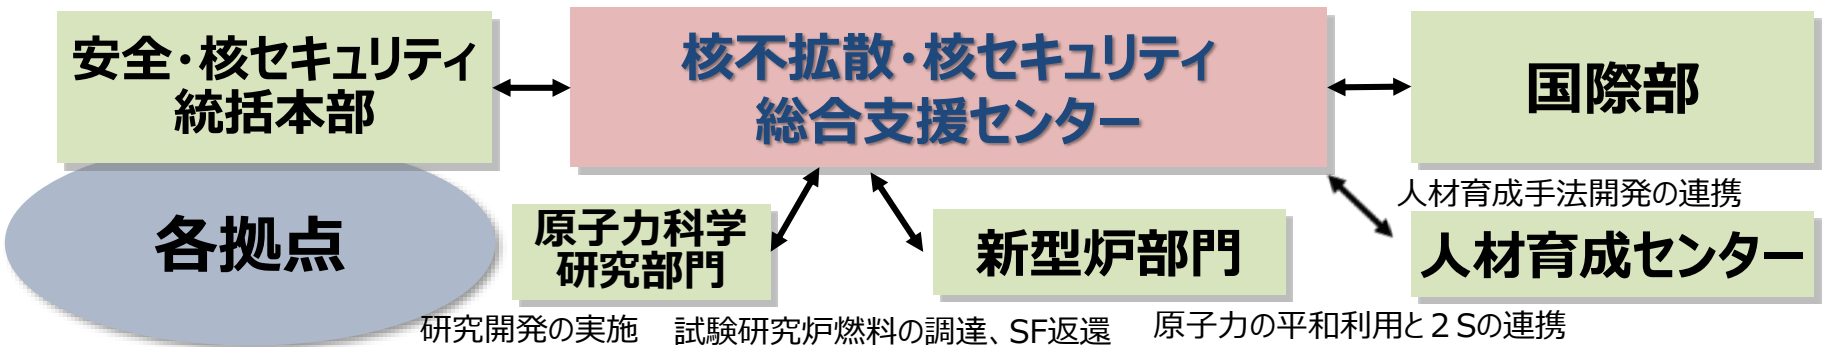 安全・核セキュリティ
統括本部
核不拡散・核セキュリティ
総合支援センター
国際部
各拠点
原子力科学
研究部門
新型炉部門
人材育成手法開発の連携
人材育成センター
研究開発の実施
試験研究炉燃料の調達、SF返還
原子力の平和利用と２Sの連携